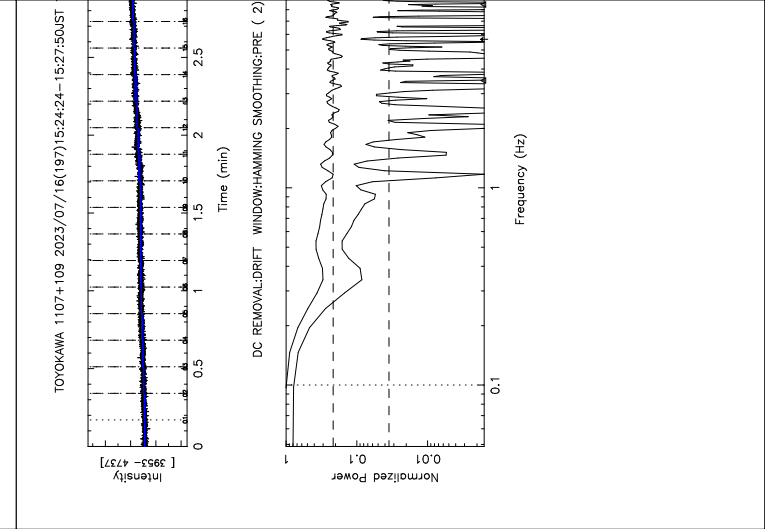 TOYOKAWA 1107+109 2023/07/16(197)15:24:24-15:27:50JST
Intensity
[ 3953- 4737]
0
0.5
1
1.5
2
2.5
Time (min)
DC REMOVAL:DRIFT WINDOW:HAMMING SMOOTHING:PRE ( 2)
Normalized Power
1
0.1
0.01
0.1
1
Frequency (Hz)